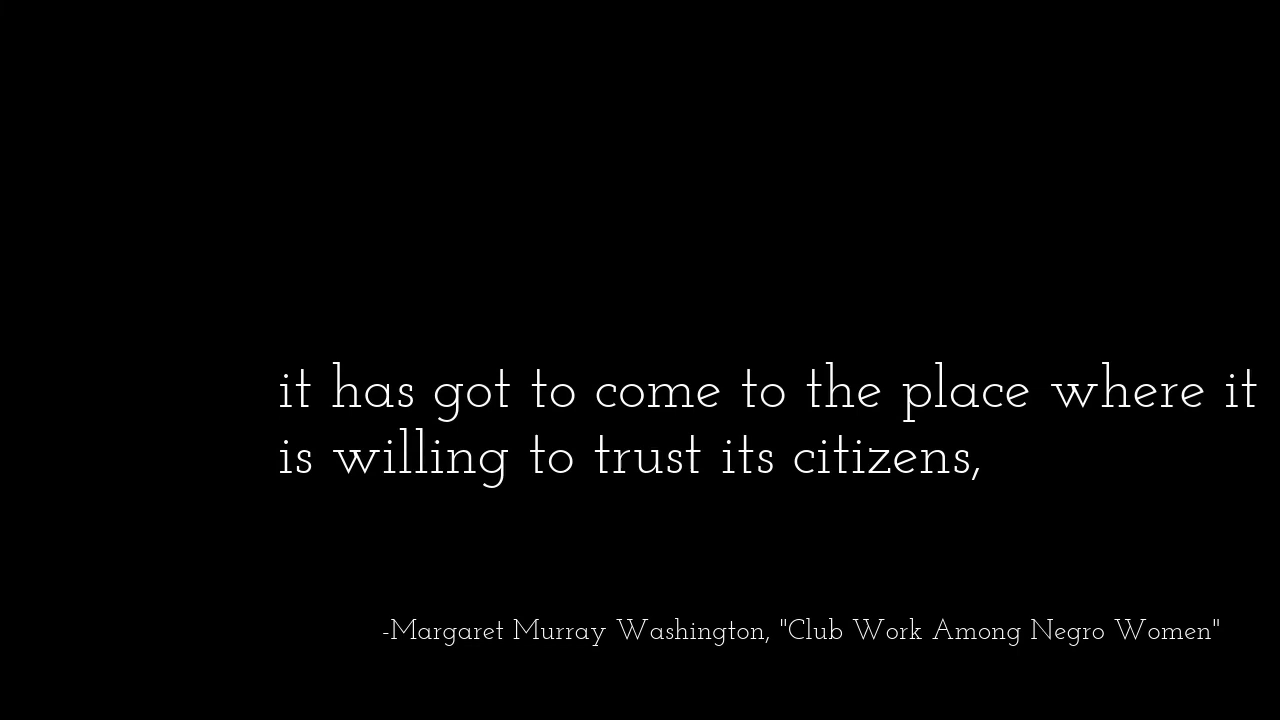 it has got to come to the place where it
is willing to trust its citizens,
-Margaret Murray Washington, "Club Work Among Negro Women"